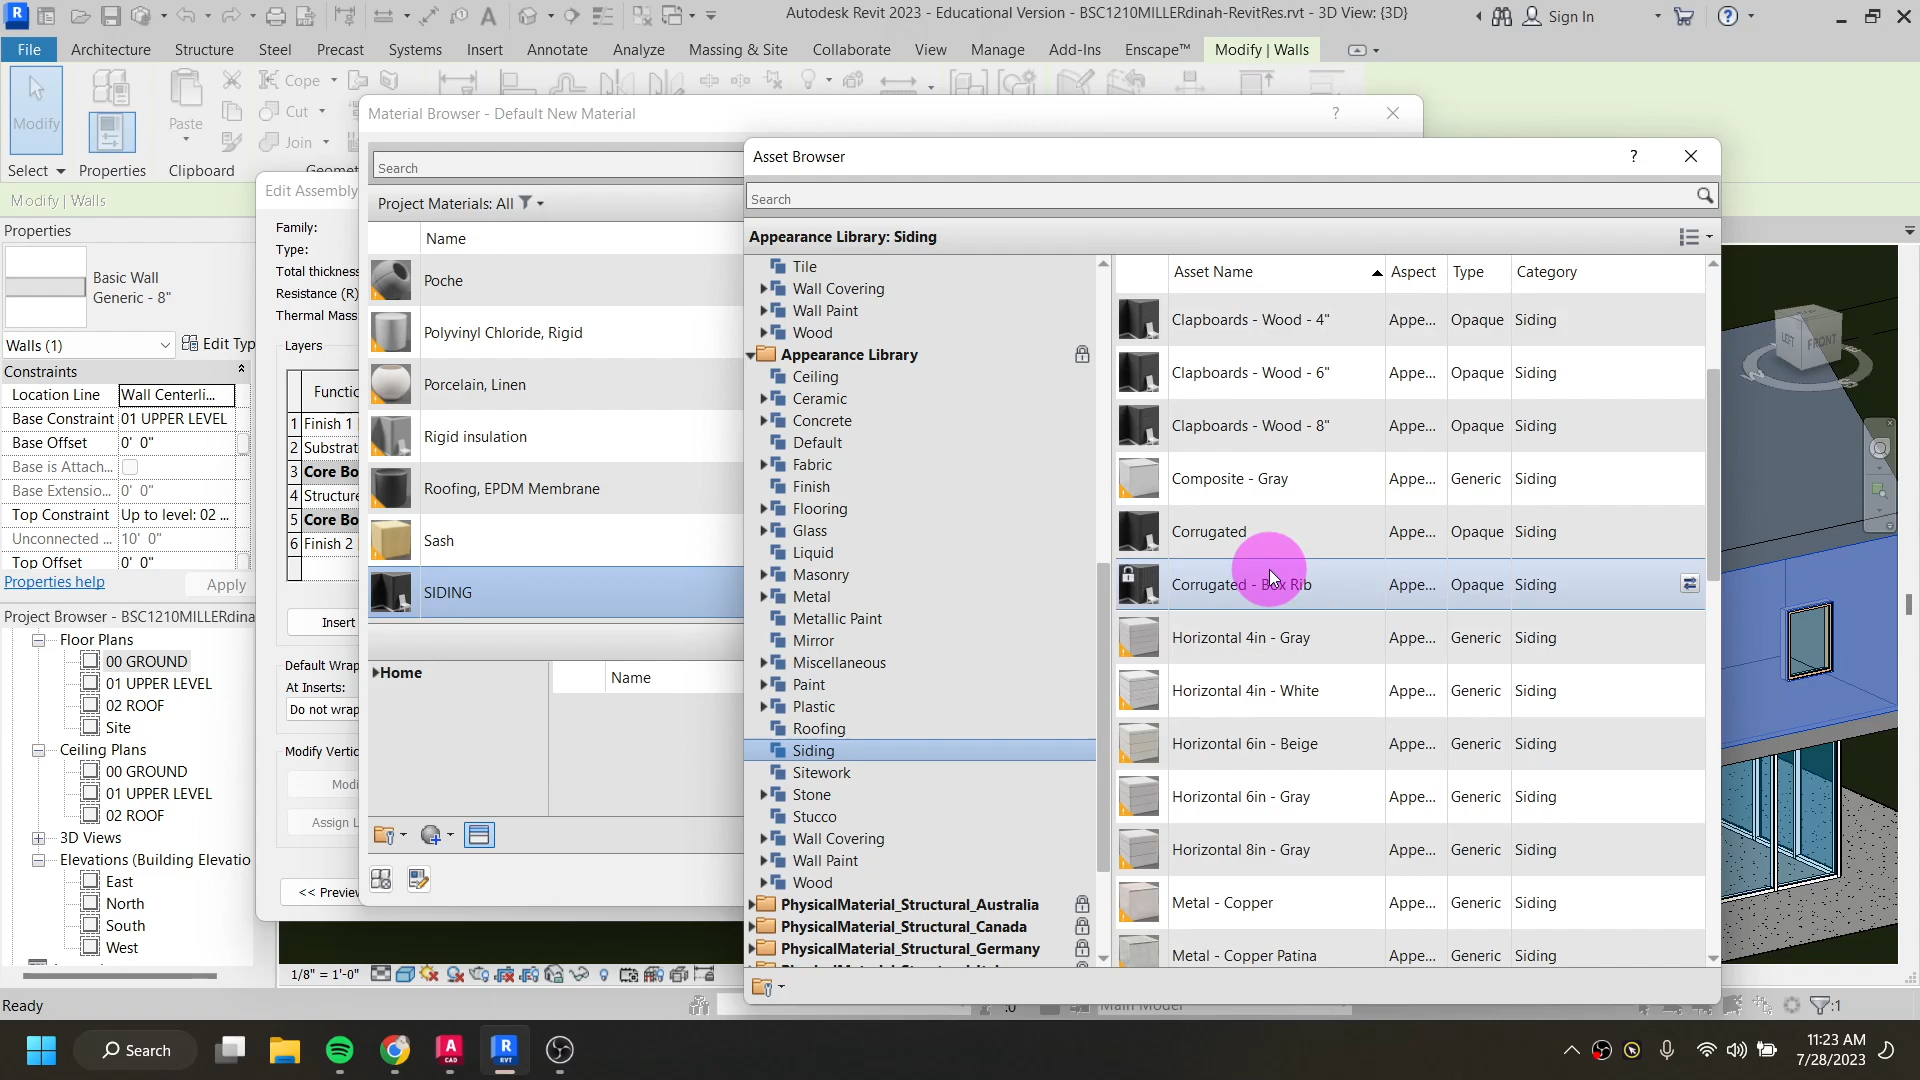 Autodesk Revit 2023 - Educational Version - BSC1210MILLERdinah-RevitRes.rvt - 3D View: {3D}
Sign In
File Architecture Structure Steel Precast Systems Insert Annotate Analyze Massing & Site Collaborate View Manage Add-Ins Enscape™ Modify | Walls
Modify
Paste
Cope
Cut
Join
Select Properties Clipboard
Modify | Walls
Properties
Basic Wall
Generic - 8"
Walls (1)
Edit Typ
Constraints
Location Line Wall Centerli...
Base Constraint 01 UPPER LEVEL
Base Offset 0' 0"
Base is Attach...
Base Extensio... 0' 0"
Top Constraint Up to level: 02 ...
Unconnected ... 10' 0"
Top Offset 0' 0"
Properties help
Apply
Project Browser - BSC1210MILLERdina
Floor Plans
00 GROUND
01 UPPER LEVEL
02 ROOF
Site
Ceiling Plans
00 GROUND
01 UPPER LEVEL
02 ROOF
3D Views
Elevations (Building Elevatio
East
North
South
West
Edit Assembly
Family:
Type:
Total thickness
Resistance (R)
Thermal Mass
Layers
Functio
1 Finish 1
2 Substrat
3 Core Bo
4 Structure
5 Core Bo
6 Finish 2
Insert
Default Wrap
At Inserts:
Do not wrap
Modify Vertic
Modi
Assign L
<< Previe
Material Browser - Default New Material
?
Search
Project Materials: All
Name
Poche
Polyvinyl Chloride, Rigid
Porcelain, Linen
Rigid insulation
Roofing, EPDM Membrane
Sash
SIDING
Home
Name
Asset Browser
?
Search
Appearance Library: Siding
Tile
Wall Covering
Wall Paint
Wood
Appearance Library
Ceiling
Ceramic
Concrete
Default
Fabric
Finish
Flooring
Glass
Liquid
Masonry
Metal
Metallic Paint
Mirror
Miscellaneous
Paint
Plastic
Roofing
Siding
Sitework
Stone
Stucco
Wall Covering
Wall Paint
Wood
PhysicalMaterial_Structural_Australia
PhysicalMaterial_Structural_Canada
PhysicalMaterial_Structural_Germany
Asset Name Aspect Type Category
Clapboards - Wood - 4" Appe... Opaque Siding
Clapboards - Wood - 6" Appe... Opaque Siding
Clapboards - Wood - 8" Appe... Opaque Siding
Composite - Gray Appe... Generic Siding
Corrugated Appe... Opaque Siding
Corrugated - Box Rib Appe... Opaque Siding
Horizontal 4in - Gray Appe... Generic Siding
Horizontal 4in - White Appe... Generic Siding
Horizontal 6in - Beige Appe... Generic Siding
Horizontal 6in - Gray Appe... Generic Siding
Horizontal 8in - Gray Appe... Generic Siding
Metal - Copper Appe... Generic Siding
Metal - Copper Patina Appe... Generic Siding
LEFT FRONT
1/8" = 1'-0"
Ready
:0
Main Model
:1
Search
11:23 AM
7/28/2023